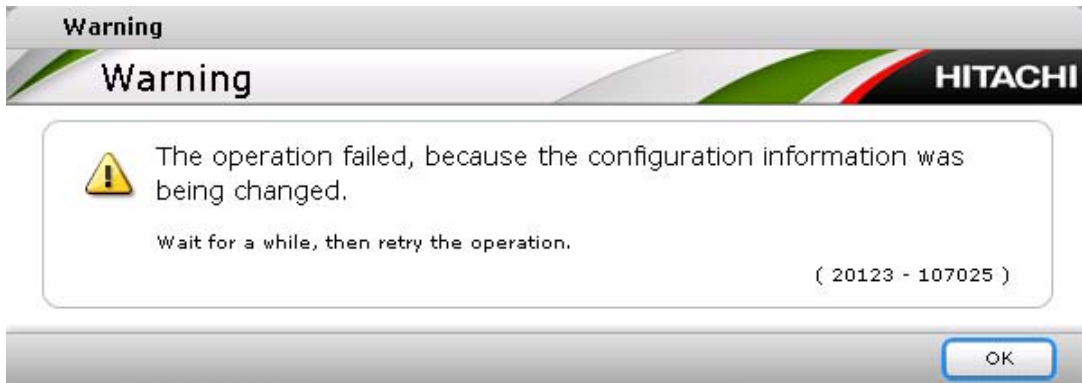 Warning
Warning
HITACHI
The operation failed, because the configuration information was
being changed.
Wait for a while, then retry the operation.
( 20123 - 107025 )
OK